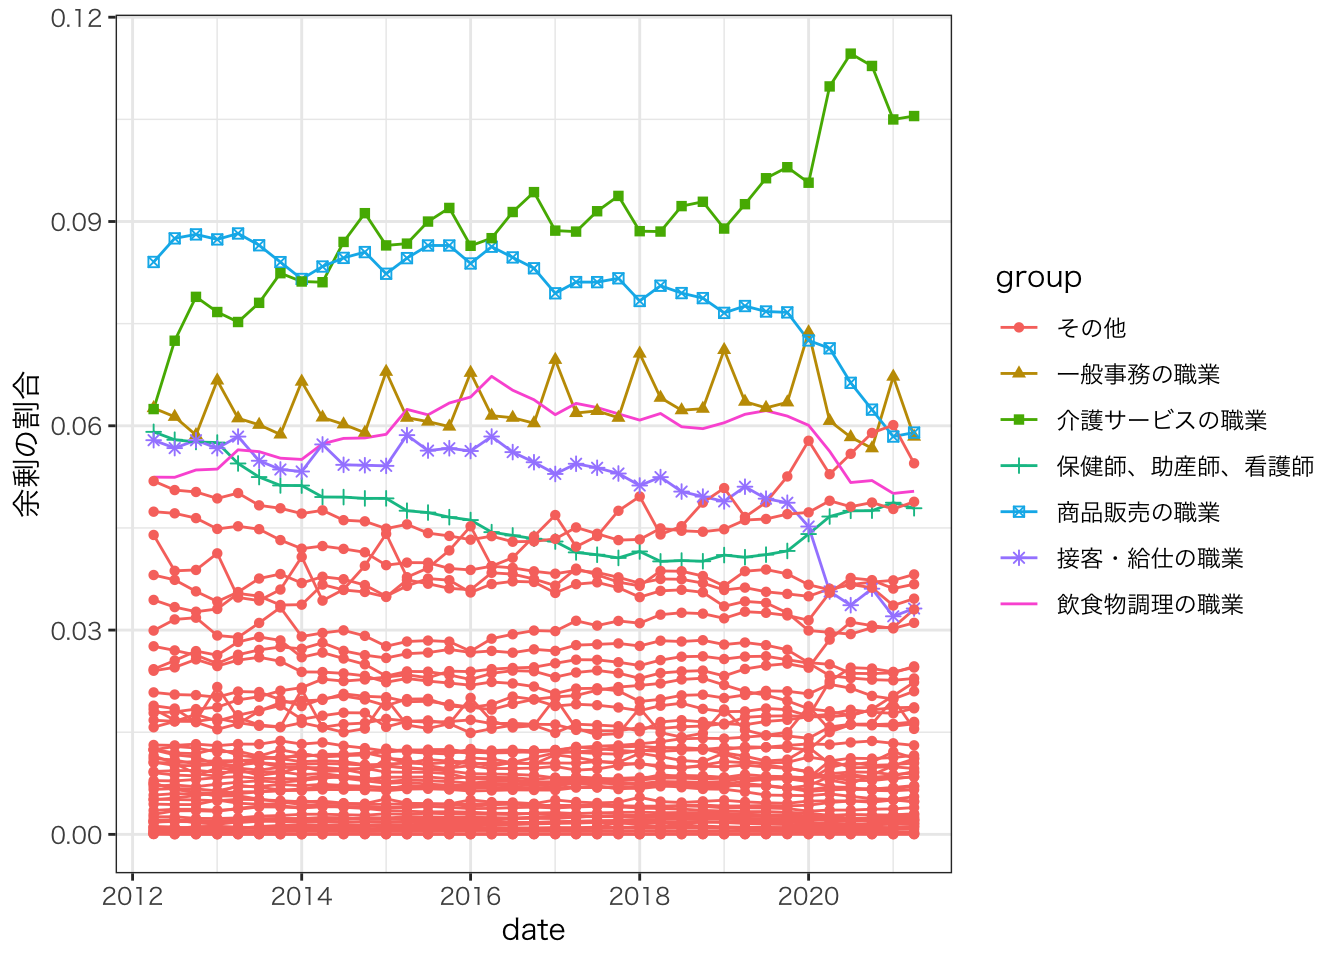 0.12
0.09
0.06
0.03
0.00
余剰の割合
2012
2014
2016
2018
2020
date
group
その他
一般事務の職業
介護サービスの職業
保健師、助産師、看護師
商品販売の職業
接客・給仕の職業
飲食物調理の職業